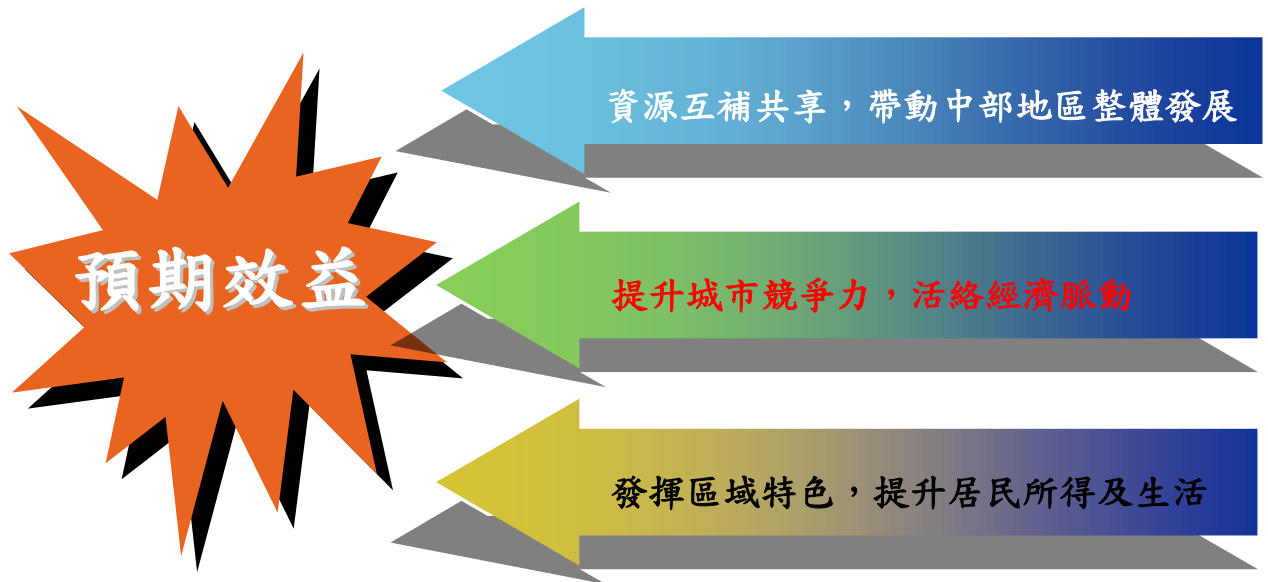 預期效益
資源互補共享，帶動中部地區整體發展
提升城市競爭力，活絡經濟脈動
發揮區域特色，提升居民所得及生活